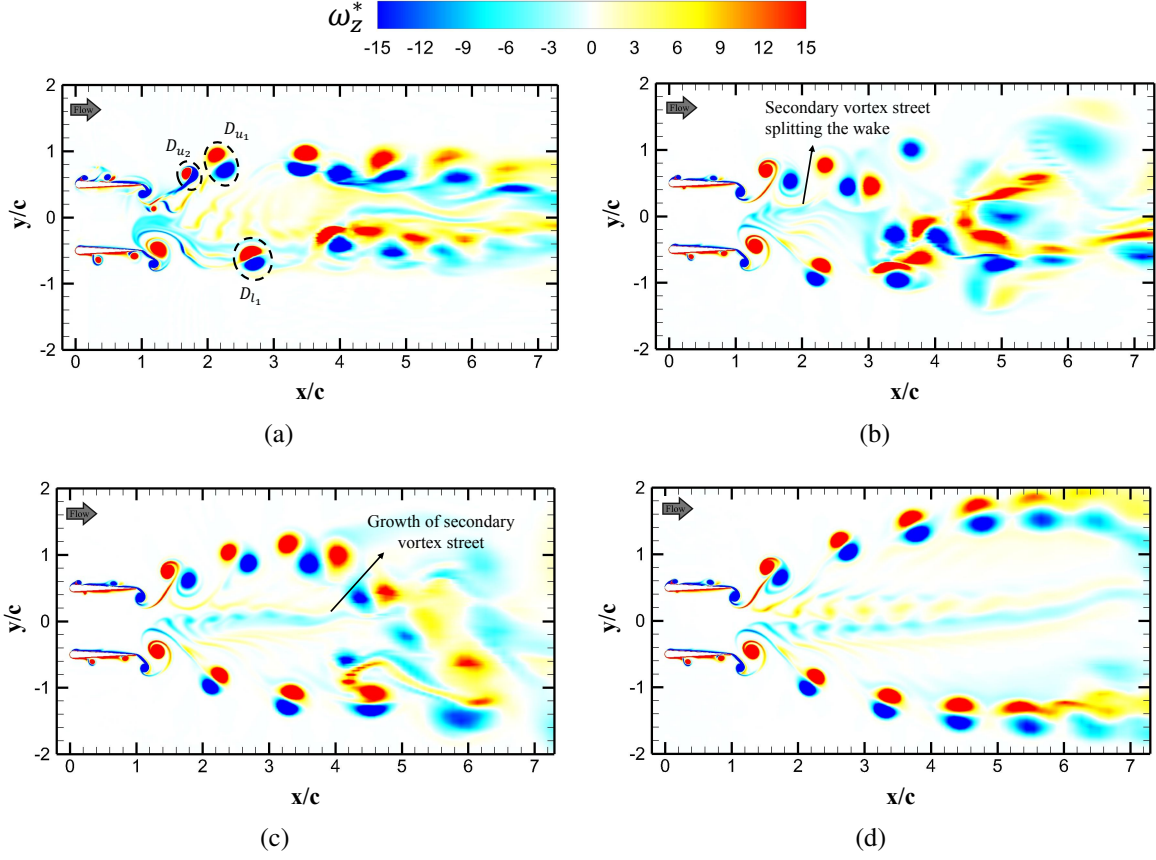 ω*z
-15 -12 -9 -6 -3 0 3 6 9 12 15
Flow
Du2
Du1
Dl1
y/c
2
1
0
-1
-2
0 1 2 3 4 5 6 7
x/c
(a)
Flow
Secondary vortex street
splitting the wake
y/c
2
1
0
-1
-2
0 1 2 3 4 5 6 7
x/c
(b)
Flow
Growth of secondary
vortex street
y/c
2
1
0
-1
-2
0 1 2 3 4 5 6 7
x/c
(c)
Flow
y/c
2
1
0
-1
-2
0 1 2 3 4 5 6 7
x/c
(d)